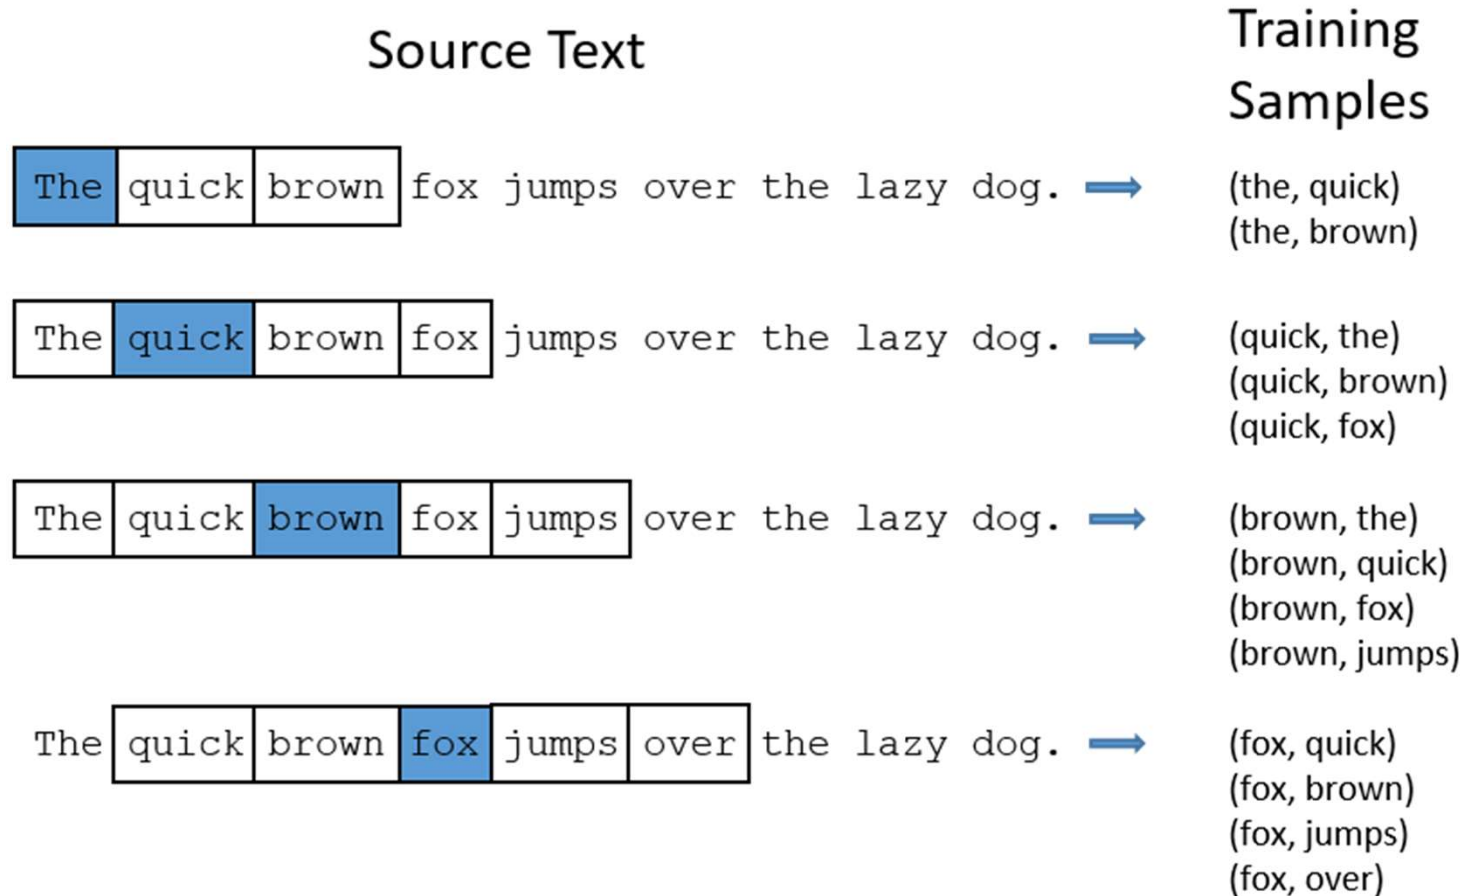 Source Text
Training
Samples
The quick brown fox jumps over the lazy dog.
(the, quick)
(the, brown)
The quick brown fox jumps over the lazy dog.
(quick, the)
(quick, brown)
(quick, fox)
The quick brown fox jumps over the lazy dog.
(brown, the)
(brown, quick)
(brown, fox)
(brown, jumps)
The quick brown fox jumps over the lazy dog.
(fox, quick)
(fox, brown)
(fox, jumps)
(fox, over)